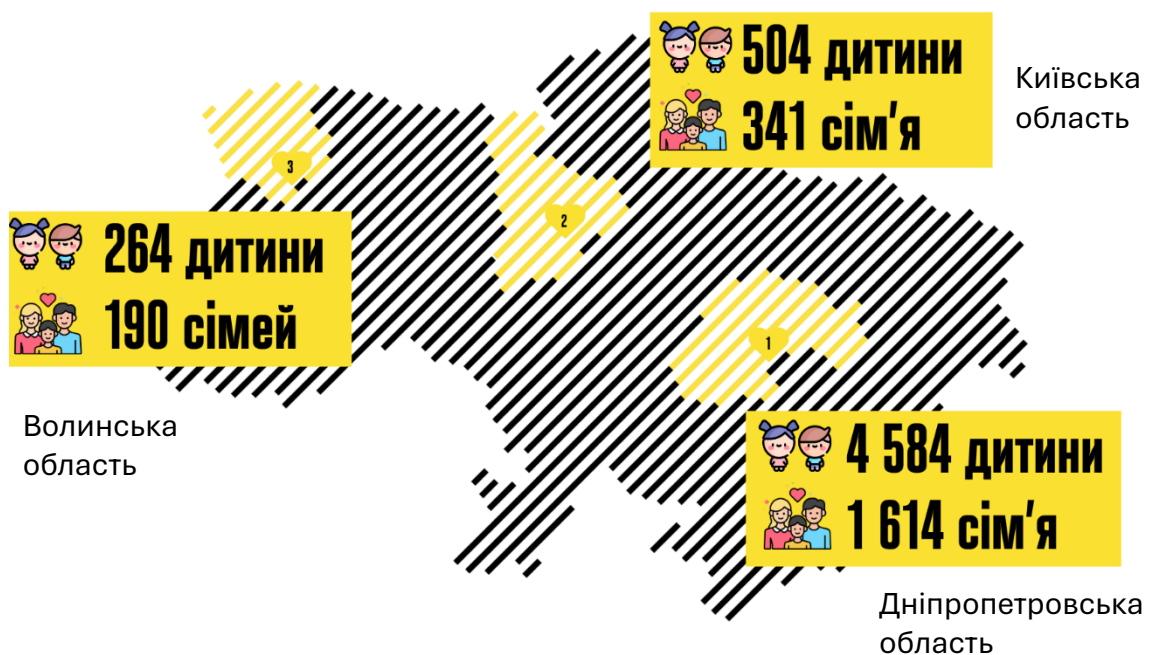 504 дитини
341 сім'я
Київська
область
3
2
264 дитини
190 сімей
1
Волинська
область
4 584 дитини
1 614 сім'я
Дніпропетровська
область